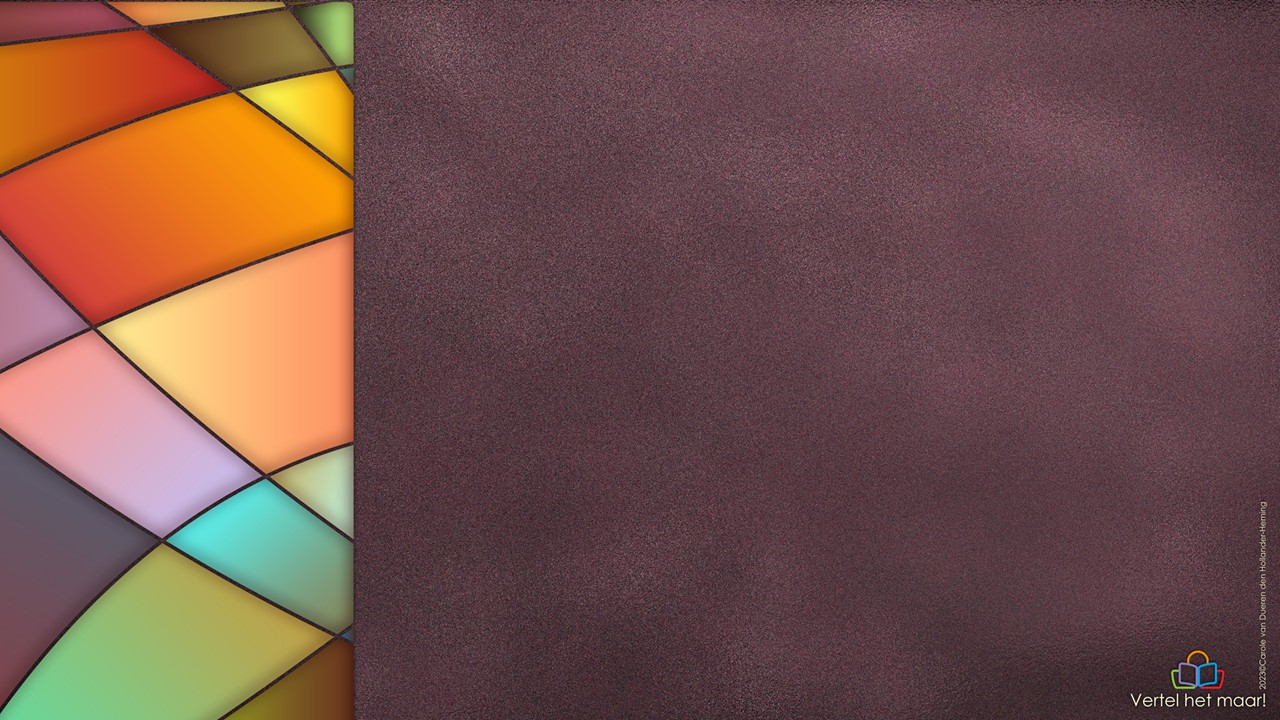 2023©Carole van Dueren den Hollander-Heming
Vertel het maar!